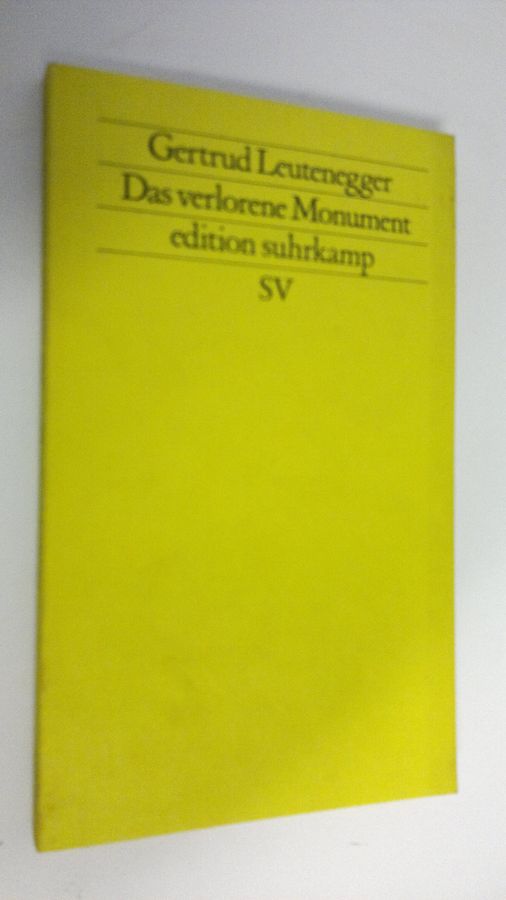 Gertrud Leutenegger
Das verlorene Monument
edition suhrkamp
SV